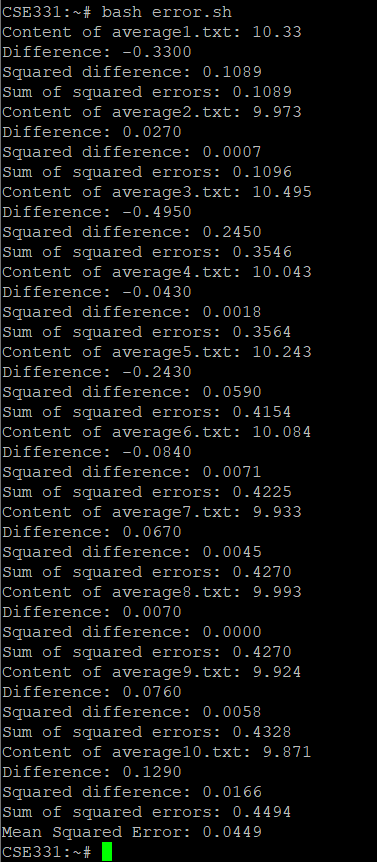 CSE331:~# bash error.sh
Content of average1.txt: 10.33
Difference: -0.3300
Squared difference: 0.1089
Sum of squared errors: 0.1089
Content of average2.txt: 9.973
Difference: 0.0270
Squared difference: 0.0007
Sum of squared errors: 0.1096
Content of average3.txt: 10.495
Difference: -0.4950
Squared difference: 0.2450
Sum of squared errors: 0.3546
Content of average4.txt: 10.043
Difference: -0.0430
Squared difference: 0.0018
Sum of squared errors: 0.3564
Content of average5.txt: 10.243
Difference: -0.2430
Squared difference: 0.0590
Sum of squared errors: 0.4154
Content of average6.txt: 10.084
Difference: -0.0840
Squared difference: 0.0071
Sum of squared errors: 0.4225
Content of average7.txt: 9.933
Difference: 0.0670
Squared difference: 0.0045
Sum of squared errors: 0.4270
Content of average8.txt: 9.993
Difference: 0.0070
Squared difference: 0.0000
Sum of squared errors: 0.4270
Content of average9.txt: 9.924
Difference: 0.0760
Squared difference: 0.0058
Sum of squared errors: 0.4328
Content of average10.txt: 9.871
Difference: 0.1290
Squared difference: 0.0166
Sum of squared errors: 0.4494
Mean Squared Error: 0.0449
CSE331:~#